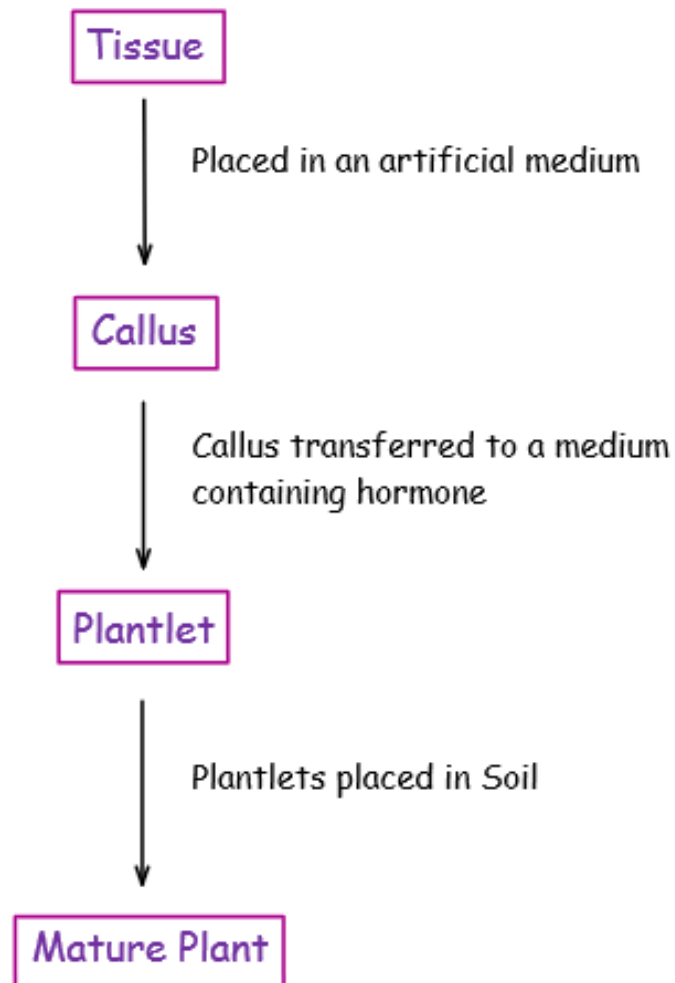 Tissue
Placed in an artificial medium
Callus
Callus transferred to a medium
containing hormone
Plantlet
Plantlets placed in Soil
Mature Plant